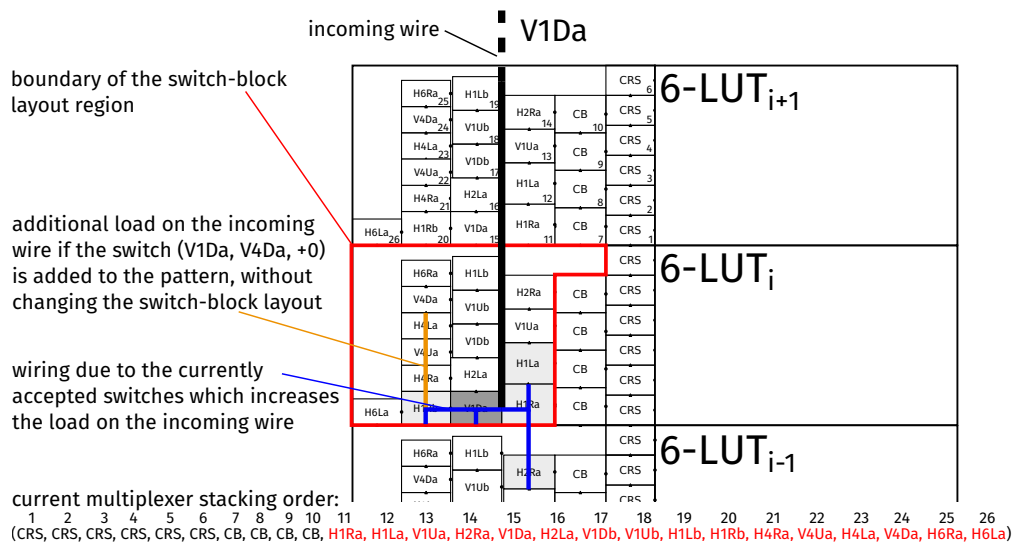 incoming wire
V1Da
boundary of the switch-block
layout region
additional load on the incoming
wire if the switch (V1Da, V4Da, +0)
is added to the pattern, without
changing the switch-block layout
wiring due to the currently
accepted switches which increases
the load on the incoming wire
6-LUTi+1
H6Ra 25
V4Da 24
H4La 23
V4Ua 22
H4Ra 21
H6La 26
H1Rb 20
H1Lb 19
V1Ub 18
V1Db 17
H2La 16
V1Da 15
H2Ra 14
V1Ua 13
H1La 12
H1Ra 11
CB 10
CB 9
CB 8
CB 7
CRS 6
CRS 5
CRS 4
CRS 3
CRS 2
CRS 1
6-LUTi
H6Ra
V4Da
H4La
V4Ua
H4Ra
H6La
H1Lb
V1Ub
V1Db
H2La
V1Da
H2Ra
V1Ua
H1La
H1Ra
CB
CB
CB
CB
CRS
CRS
CRS
CRS
CRS
CRS
6-LUTi-1
H6Ra
V4Da
H1Lb
V1Ub
H2Ra
CB
CRS
CRS
CRS
current multiplexer stacking order:
1 2 3 4 5 6 7 8 9 10 11 12 13 14 15 16 17 18 19 20 21 22 23 24 25 26
(CRS, CRS, CRS, CRS, CRS, CRS, CB, CB, CB, CB, H1Ra, H1La, V1Ua, H2Ra, V1Da, H2La, V1Db, V1Ub, H1Lb, H1Rb, H4Ra, V4Ua, H4La, V4Da, H6Ra, H6La)